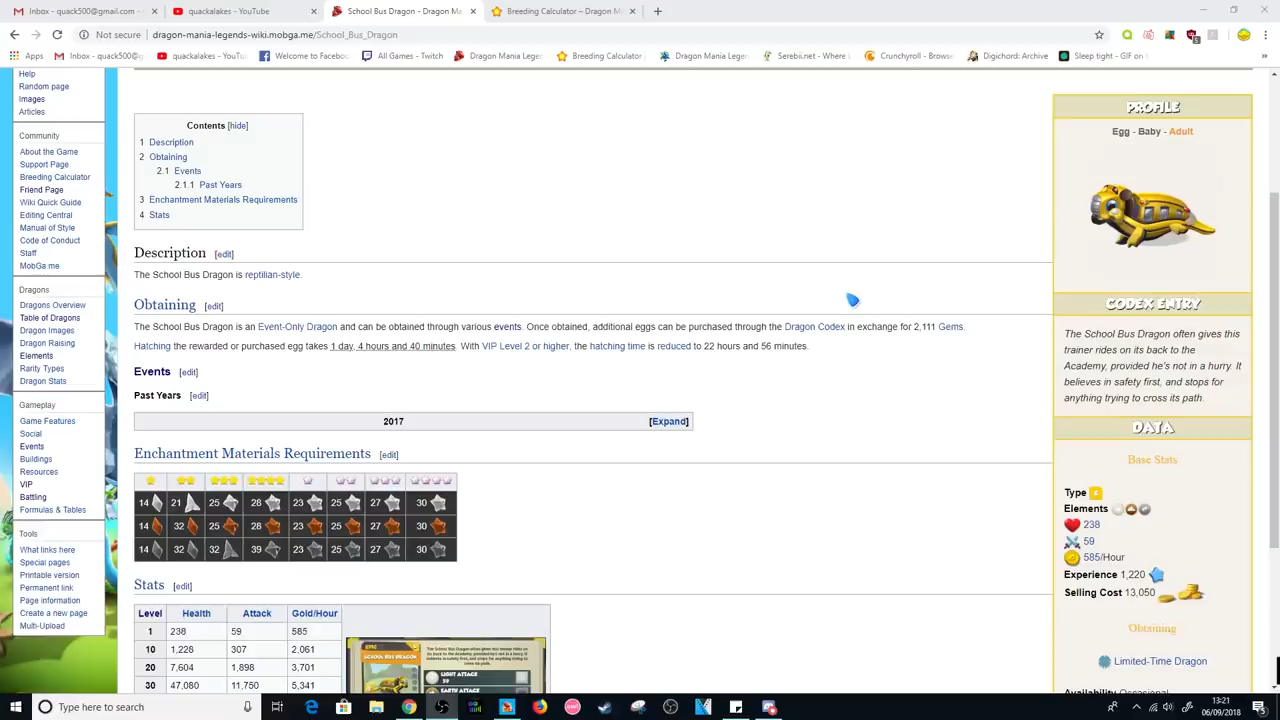 Inbox - quack500@gmail.com -
quackalakes - YouTube
School Bus Dragon - Dragon Ma
Breeding Calculator – Dragon M
Not secure
dragon-mania-legends-wiki.mobga.me/School_Bus_Dragon
Apps
Inbox - quack500@g
quackalakes – YouTu
Welcome to Faceboo
All Games - Twitch
Dragon Mania Leger
Breeding Calculator
Dragon Mania Legen
Serebii.net - Where L
Crunchyroll - Browse
Digichord: Archive
Sleep tight - GIF on T
Help
Random page
Images
Articles
Community
About the Game
Support Page
Breeding Calculator
Friend Page
Wiki Quick Guide
Editing Central
Manual of Style
Code of Conduct
Staff
MobGa.me
Dragons
Dragons Overview
Table of Dragons
Dragon Images
Dragon Raising
Elements
Rarity Types
Dragon Stats
Gameplay
Game Features
Social
Events
Buildings
Resources
VIP
Battling
Formulas & Tables
Tools
What links here
Special pages
Printable version
Permanent link
Page information
Create a new page
Multi-Upload
Contents [hide]
1 Description
2 Obtaining
2.1 Events
2.1.1 Past Years
3 Enchantment Materials Requirements
4 Stats
Description [edit]
The School Bus Dragon is reptilian-style.
Obtaining [edit]
The School Bus Dragon is an Event-Only Dragon and can be obtained through various events. Once obtained, additional eggs can be purchased through the Dragon Codex in exchange for 2,111 Gems.
Hatching the rewarded or purchased egg takes 1 day, 4 hours and 40 minutes. With VIP Level 2 or higher, the hatching time is reduced to 22 hours and 56 minutes.
Events [edit]
Past Years [edit]
2017 [Expand]
Enchantment Materials Requirements [edit]
14 21 25 28 23 25 27 30
14 32 25 28 23 25 27 30
14 32 32 39 23 25 27 30
Stats [edit]
Level Health Attack Gold/Hour
1 238 59 585
10 1,228 307 2,061
20 7,604 1,898 3,701
30 47,080 11,750 5,341
EPIC
SCHOOL BUS DRAGON
LIGHT ATTACK
39
EARTH ATTACK
PROFILE
Egg - Baby - Adult
CODEX ENTRY
The School Bus Dragon often gives this
trainer rides on its back to the
Academy, provided he's not in a hurry. It
believes in safety first, and stops for
anything trying to cross its path.
DATA
Base Stats
Type E
Elements
238
59
585/Hour
Experience 1,220
Selling Cost 13,050
Obtaining
Limited-Time Dragon
Availability Occasional
Type here to search
13:21
06/09/2018